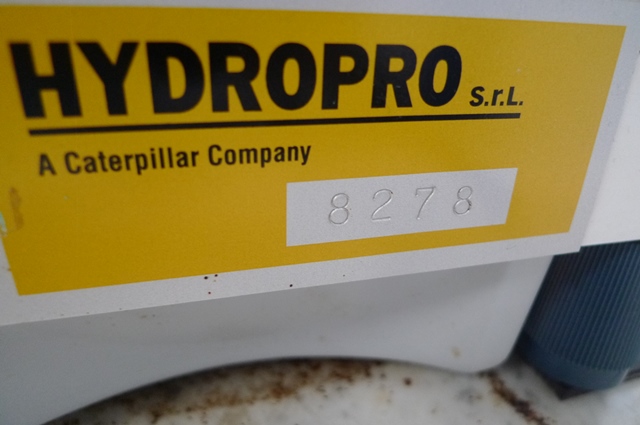 HYDROPRO S.r.L.
A Caterpillar Company
8278